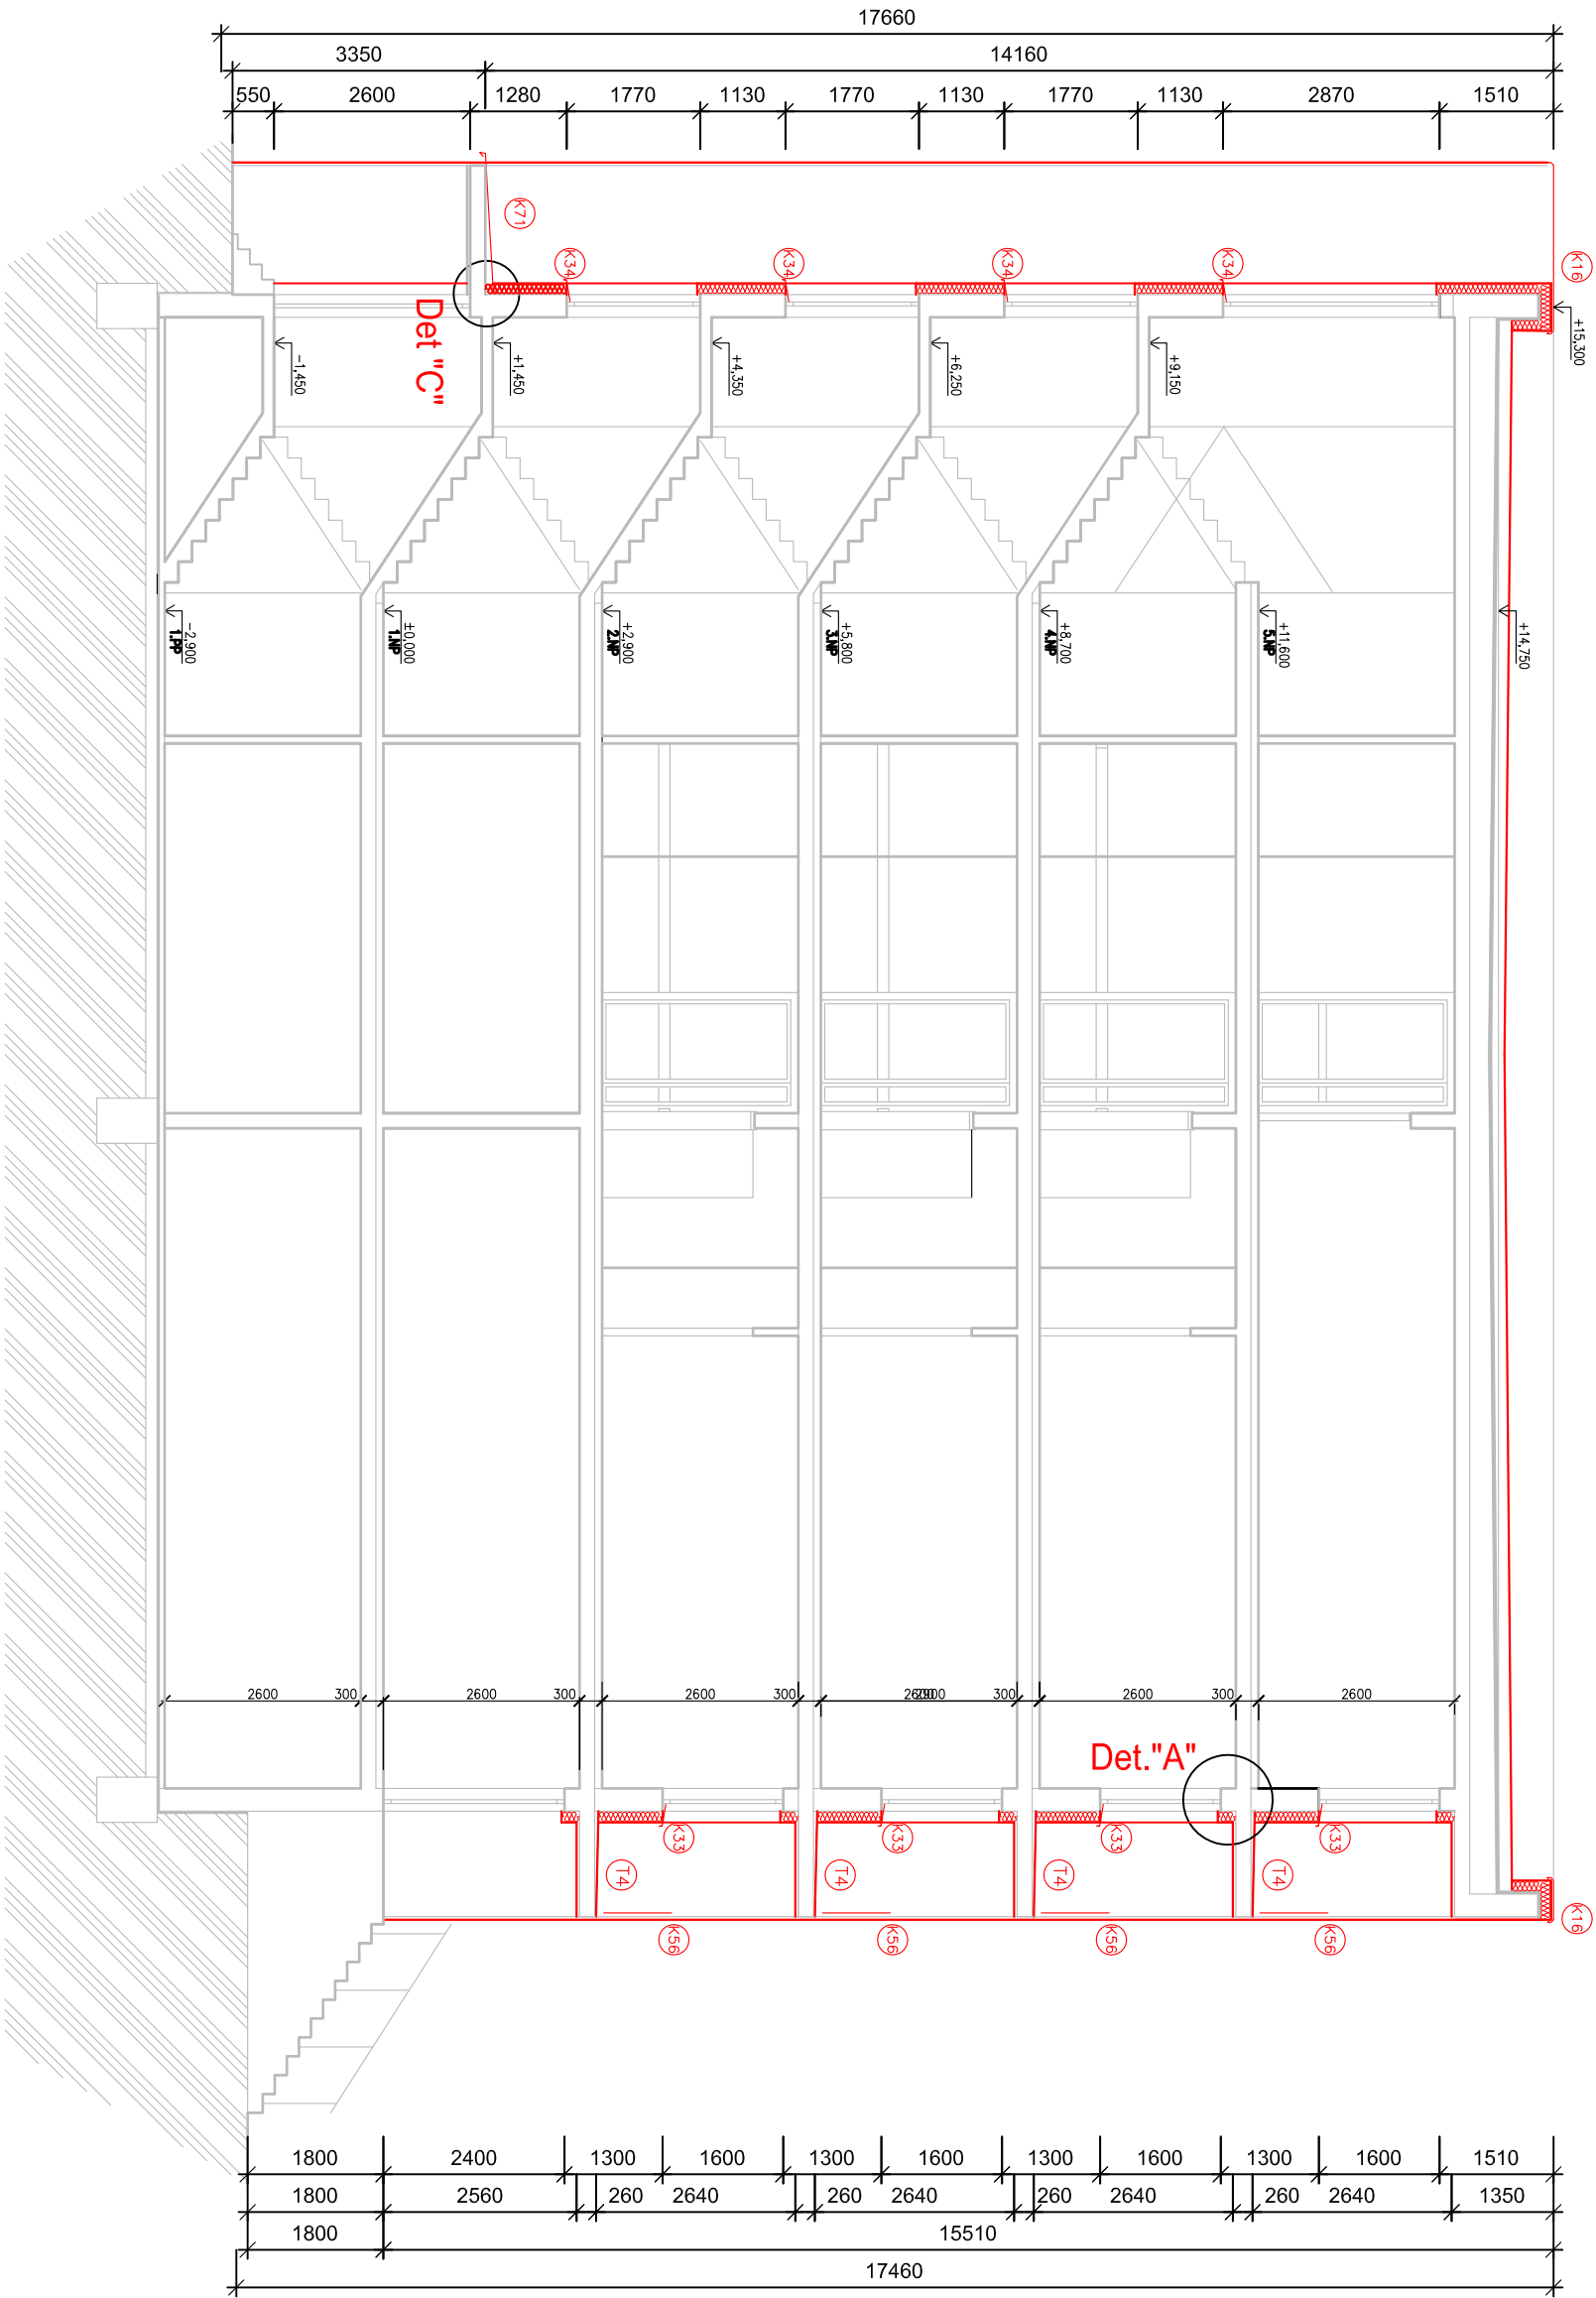 17660
3350 14160
550 2600 1280 1770 1130 1770 1130 1770 1130 2870 1510
K71
K34 K34 K34 K34
K16
+15,300
Det "C"
-1,450
+1,450
+4,350
+6,250
+9,150
-2,900
1.PP
±0,000
1.NP
+2,900
2.NP
+5,800
3.NP
+8,700
4.NP
+11,600
5.NP
+14,750
2600 300 2600 300 2600 300 300 2600 300 2600
Det."A"
K33 K33 K33 K33
T4 T4 T4 T4
K56 K56 K56 K56
K16
1800 2400 1300 1600 1300 1600 1300 1600 1300 1600 1510
1800 2560 260 2640 260 2640 260 2640 260 2640 1350
1800 15510
17460